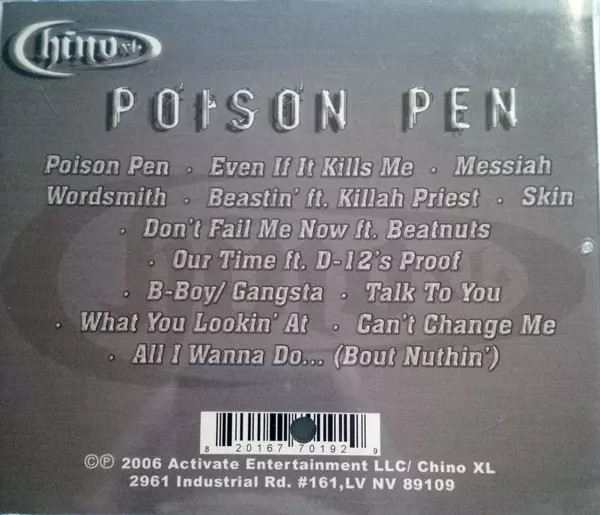 Chino XL
POISON PEN
Poison Pen · Even If It Kills Me · Messiah
Wordsmith · Beastin' ft. Killah Priest · Skin
· Don't Fail Me Now ft. Beatnuts
· Our Time ft. D-12's Proof
· B-Boy/ Gangsta · Talk To You
· What You Lookin' At · Can't Change Me
· All I Wanna Do... (Bout Nuthin')
8 20167 70192 9
©℗ 2006 Activate Entertainment LLC/ Chino XL
2961 Industrial Rd. #161,LV NV 89109